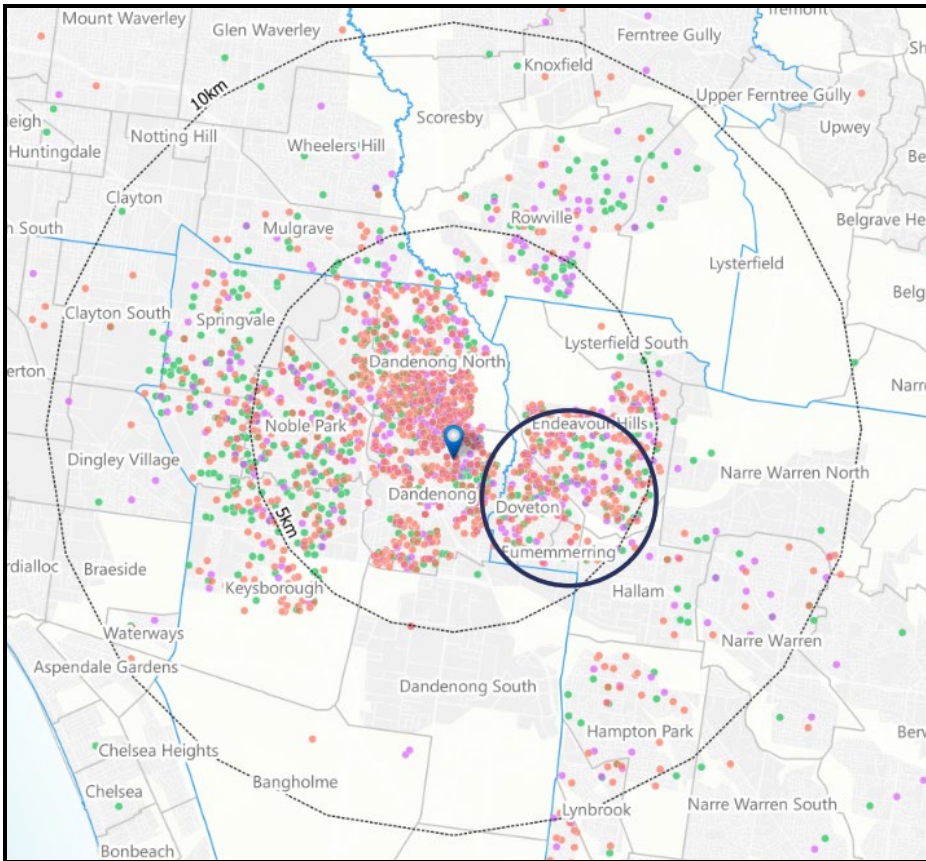 Mount Waverley
Glen Waverley
Ferntree Gully
Knoxfield
10km
Upper Ferntree Gully
Scoresby
Notting Hill
Upwey
Huntingdale
Wheelers Hill
Clayton
Rowville
Mulgrave
Lysterfield
Clayton South
Springvale
Lysterfield South
Dandenong North
Noble Park
Endeavour Hills
Dingley Village
Narre Warren North
Dandenong
Doveton
5km
Eumemmerring
Braeside
Keysborough
Hallam
Waterways
Narre Warren
Aspendale Gardens
Dandenong South
Hampton Park
Chelsea Heights
Bangholme
Chelsea
Lynbrook
Narre Warren South
Bonbeach